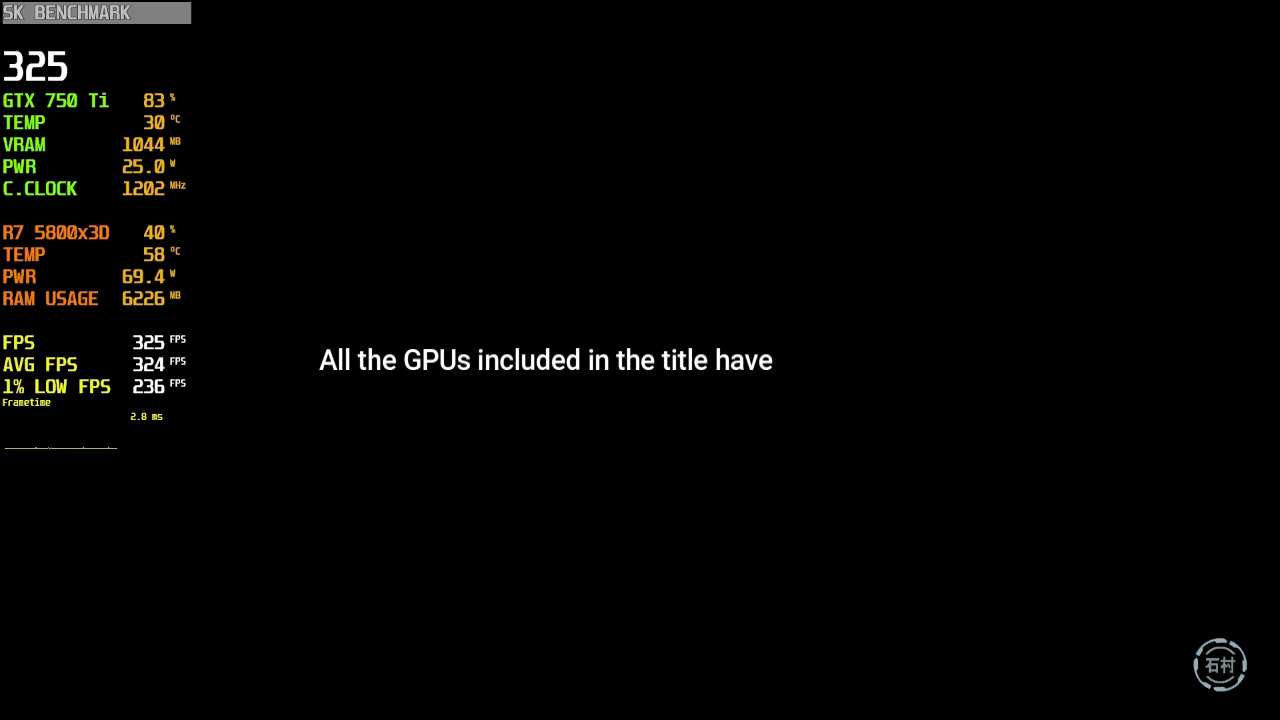 SK BENCHMARK
325
GTX 750 Ti 83 %
TEMP 30 ºC
VRAM 1044 MB
PWR 25.0 W
C.CLOCK 1202 MHz
R7 5800x3D 40 %
TEMP 58 ºC
PWR 69.4 W
RAM USAGE 6226 MB
FPS 325 FPS
AVG FPS 324 FPS
1% LOW FPS 236 FPS
Frametime
2.8 ms
All the GPUs included in the title have
石村